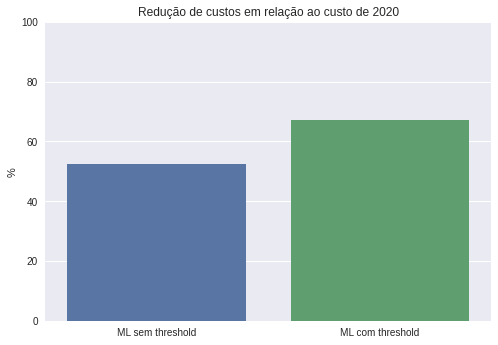 Redução de custos em relação ao custo de 2020
100
80
60
40
20
0
%
ML sem threshold
ML com threshold